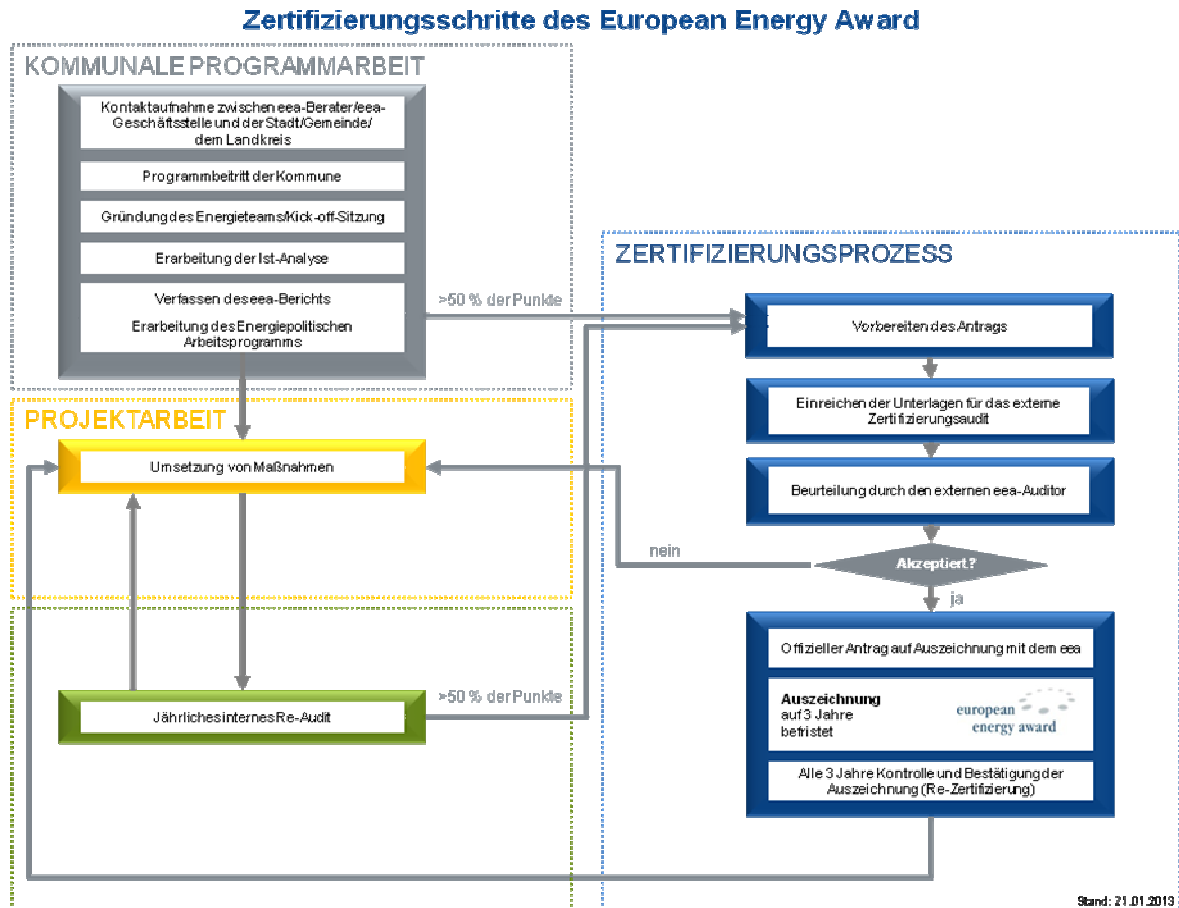 Zertifizierungsschritte des European Energy Award
KOMMUNALE PROGRAMMARBEIT
Kontaktaufnahme zwischen eea-Berater/eea-
Geschäftsstelle und der Stadt/Gemeinde/
dem Landkreis
Programmbeitritt der Kommune
Gründung des Energieteams/Kick-off-Sitzung
Erarbeitung der Ist-Analyse
Verfassen des eea-Berichts
Erarbeitung des Energiepolitischen
Arbeitsprogramms
>50 % der Punkte
PROJEKTARBEIT
Umsetzung von Maßnahmen
Jährliches internes Re-Audit
>50 % der Punkte
ZERTIFIZIERUNGSPROZESS
Vorbereiten des Antrags
Einreichen der Unterlagen für das externe
Zertifizierungsaudit
Beurteilung durch den externen eea-Auditor
Akzeptiert?
nein
ja
Offizieller Antrag auf Auszeichnung mit dem eea
Auszeichnung
auf 3 Jahre
befristet
european
energy award
Alle 3 Jahre Kontrolle und Bestätigung der
Auszeichnung (Re-Zertifizierung)
Stand: 21.01.2013